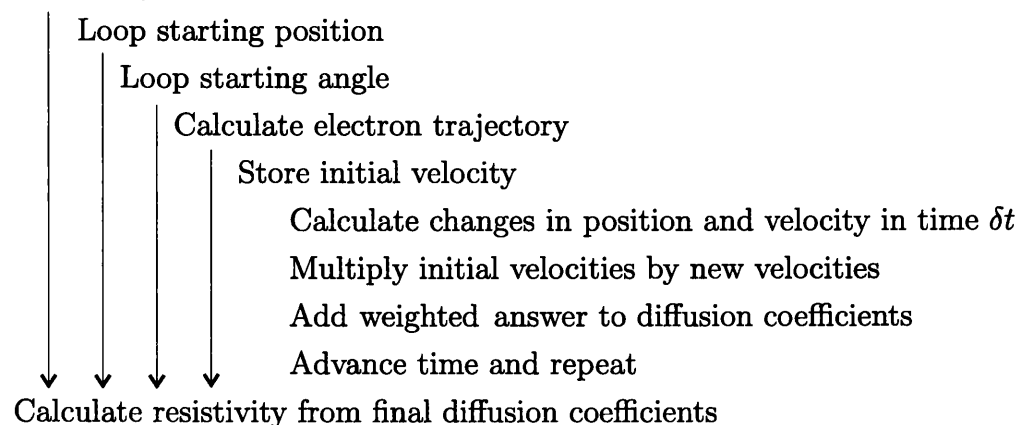 Loop starting position
Loop starting angle
Calculate electron trajectory
Store initial velocity
Calculate changes in position and velocity in time δt
Multiply initial velocities by new velocities
Add weighted answer to diffusion coefficients
Advance time and repeat
Calculate resistivity from final diffusion coefficients